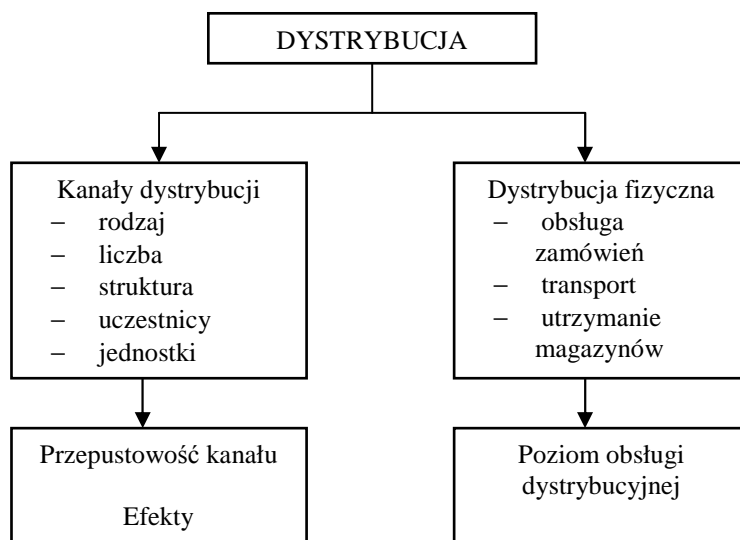 DYSTRYBUCJA
Kanały dystrybucji
– rodzaj
– liczba
– struktura
– uczestnicy
– jednostki
Dystrybucja fizyczna
– obsługa
zamówień
– transport
– utrzymanie
magazynów
Przepustowość kanału
Efekty
Poziom obsługi
dystrybucyjnej